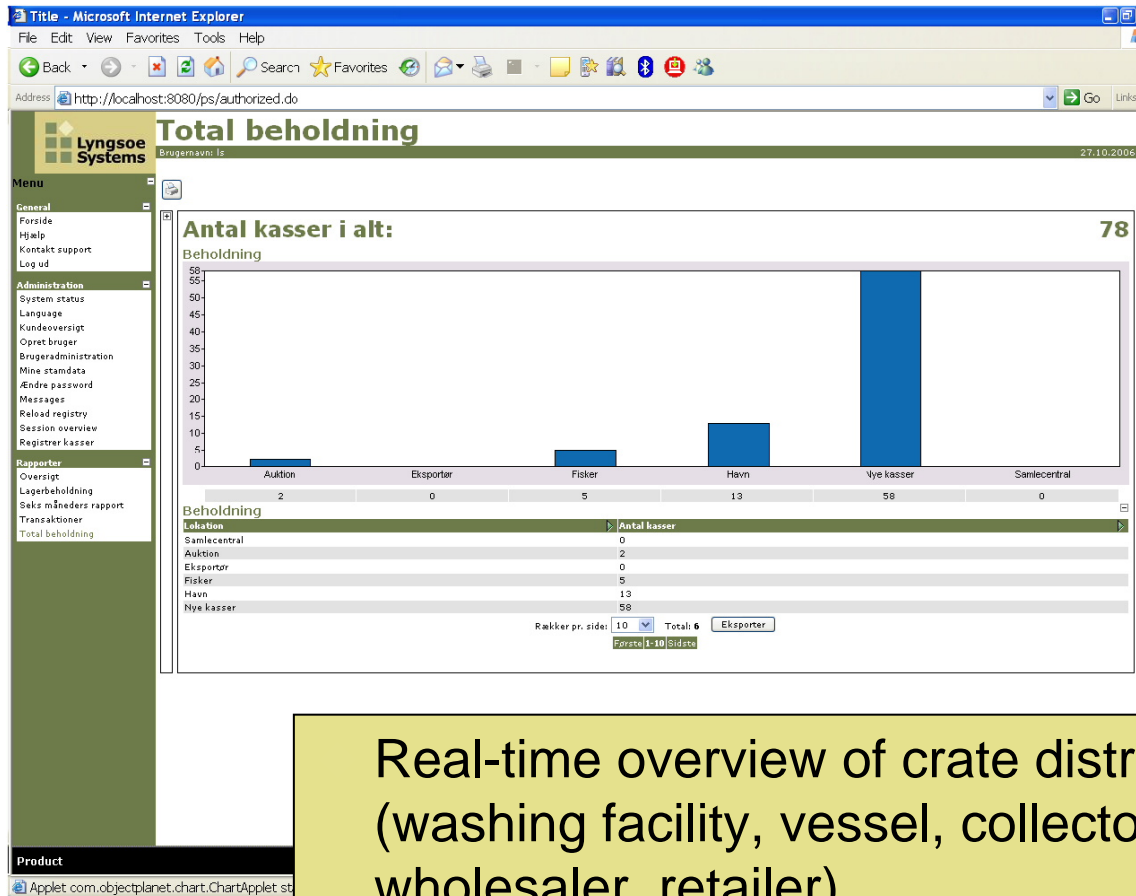 Title - Microsoft Internet Explorer
File Edit View Favorites Tools Help
Back Search Favorites
Address http://localhost:8080/ps/authorized.do Go Links
Lyngsoe Systems
Total beholdning
Brugernavn: ls 27.10.2006
Menu
General
Forside
Hjælp
Kontakt support
Log ud
Administration
System status
Language
Kundeoversigt
Opret bruger
Brugeradministration
Mine stamdata
Ændre password
Messages
Reload registry
Session overview
Registrer kasser
Rapporter
Oversigt
Lagerbeholdning
Seks måneders rapport
Transaktioner
Total beholdning
Antal kasser i alt: 78
Beholdning
58
55
50
45
40
35
30
25
20
15
10
5
0
Auktion Eksportør Fisker Havn Nye kasser Samlecentral
2 0 5 13 58 0
Beholdning
Lokation Antal kasser
Samlecentral 0
Auktion 2
Eksportør 0
Fisker 5
Havn 13
Nye kasser 58
Rækker pr. side: 10 Total: 6 Eksporter
Første 1-10 Sidste
Product
Applet com.objectplanet.chart.ChartApplet st
Real-time overview of crate distr
(washing facility, vessel, collecto
wholesaler, retailer)